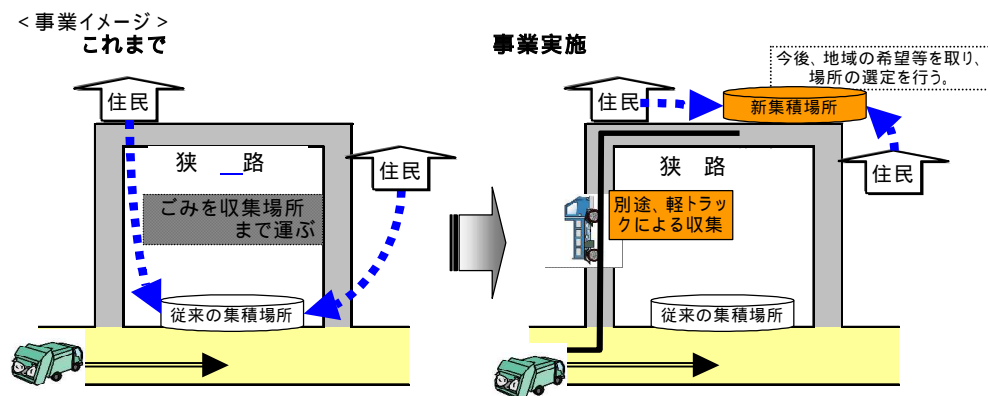 <事業イメージ>
これまで
住民
狭 路
住民
ごみを収集場所
まで運ぶ
従来の集積場所
事業実施
今後、地域の希望等を取り、
場所の選定を行う。
住民
新集積場所
狭 路
住民
別途、軽トラッ
クによる収集
従来の集積場所